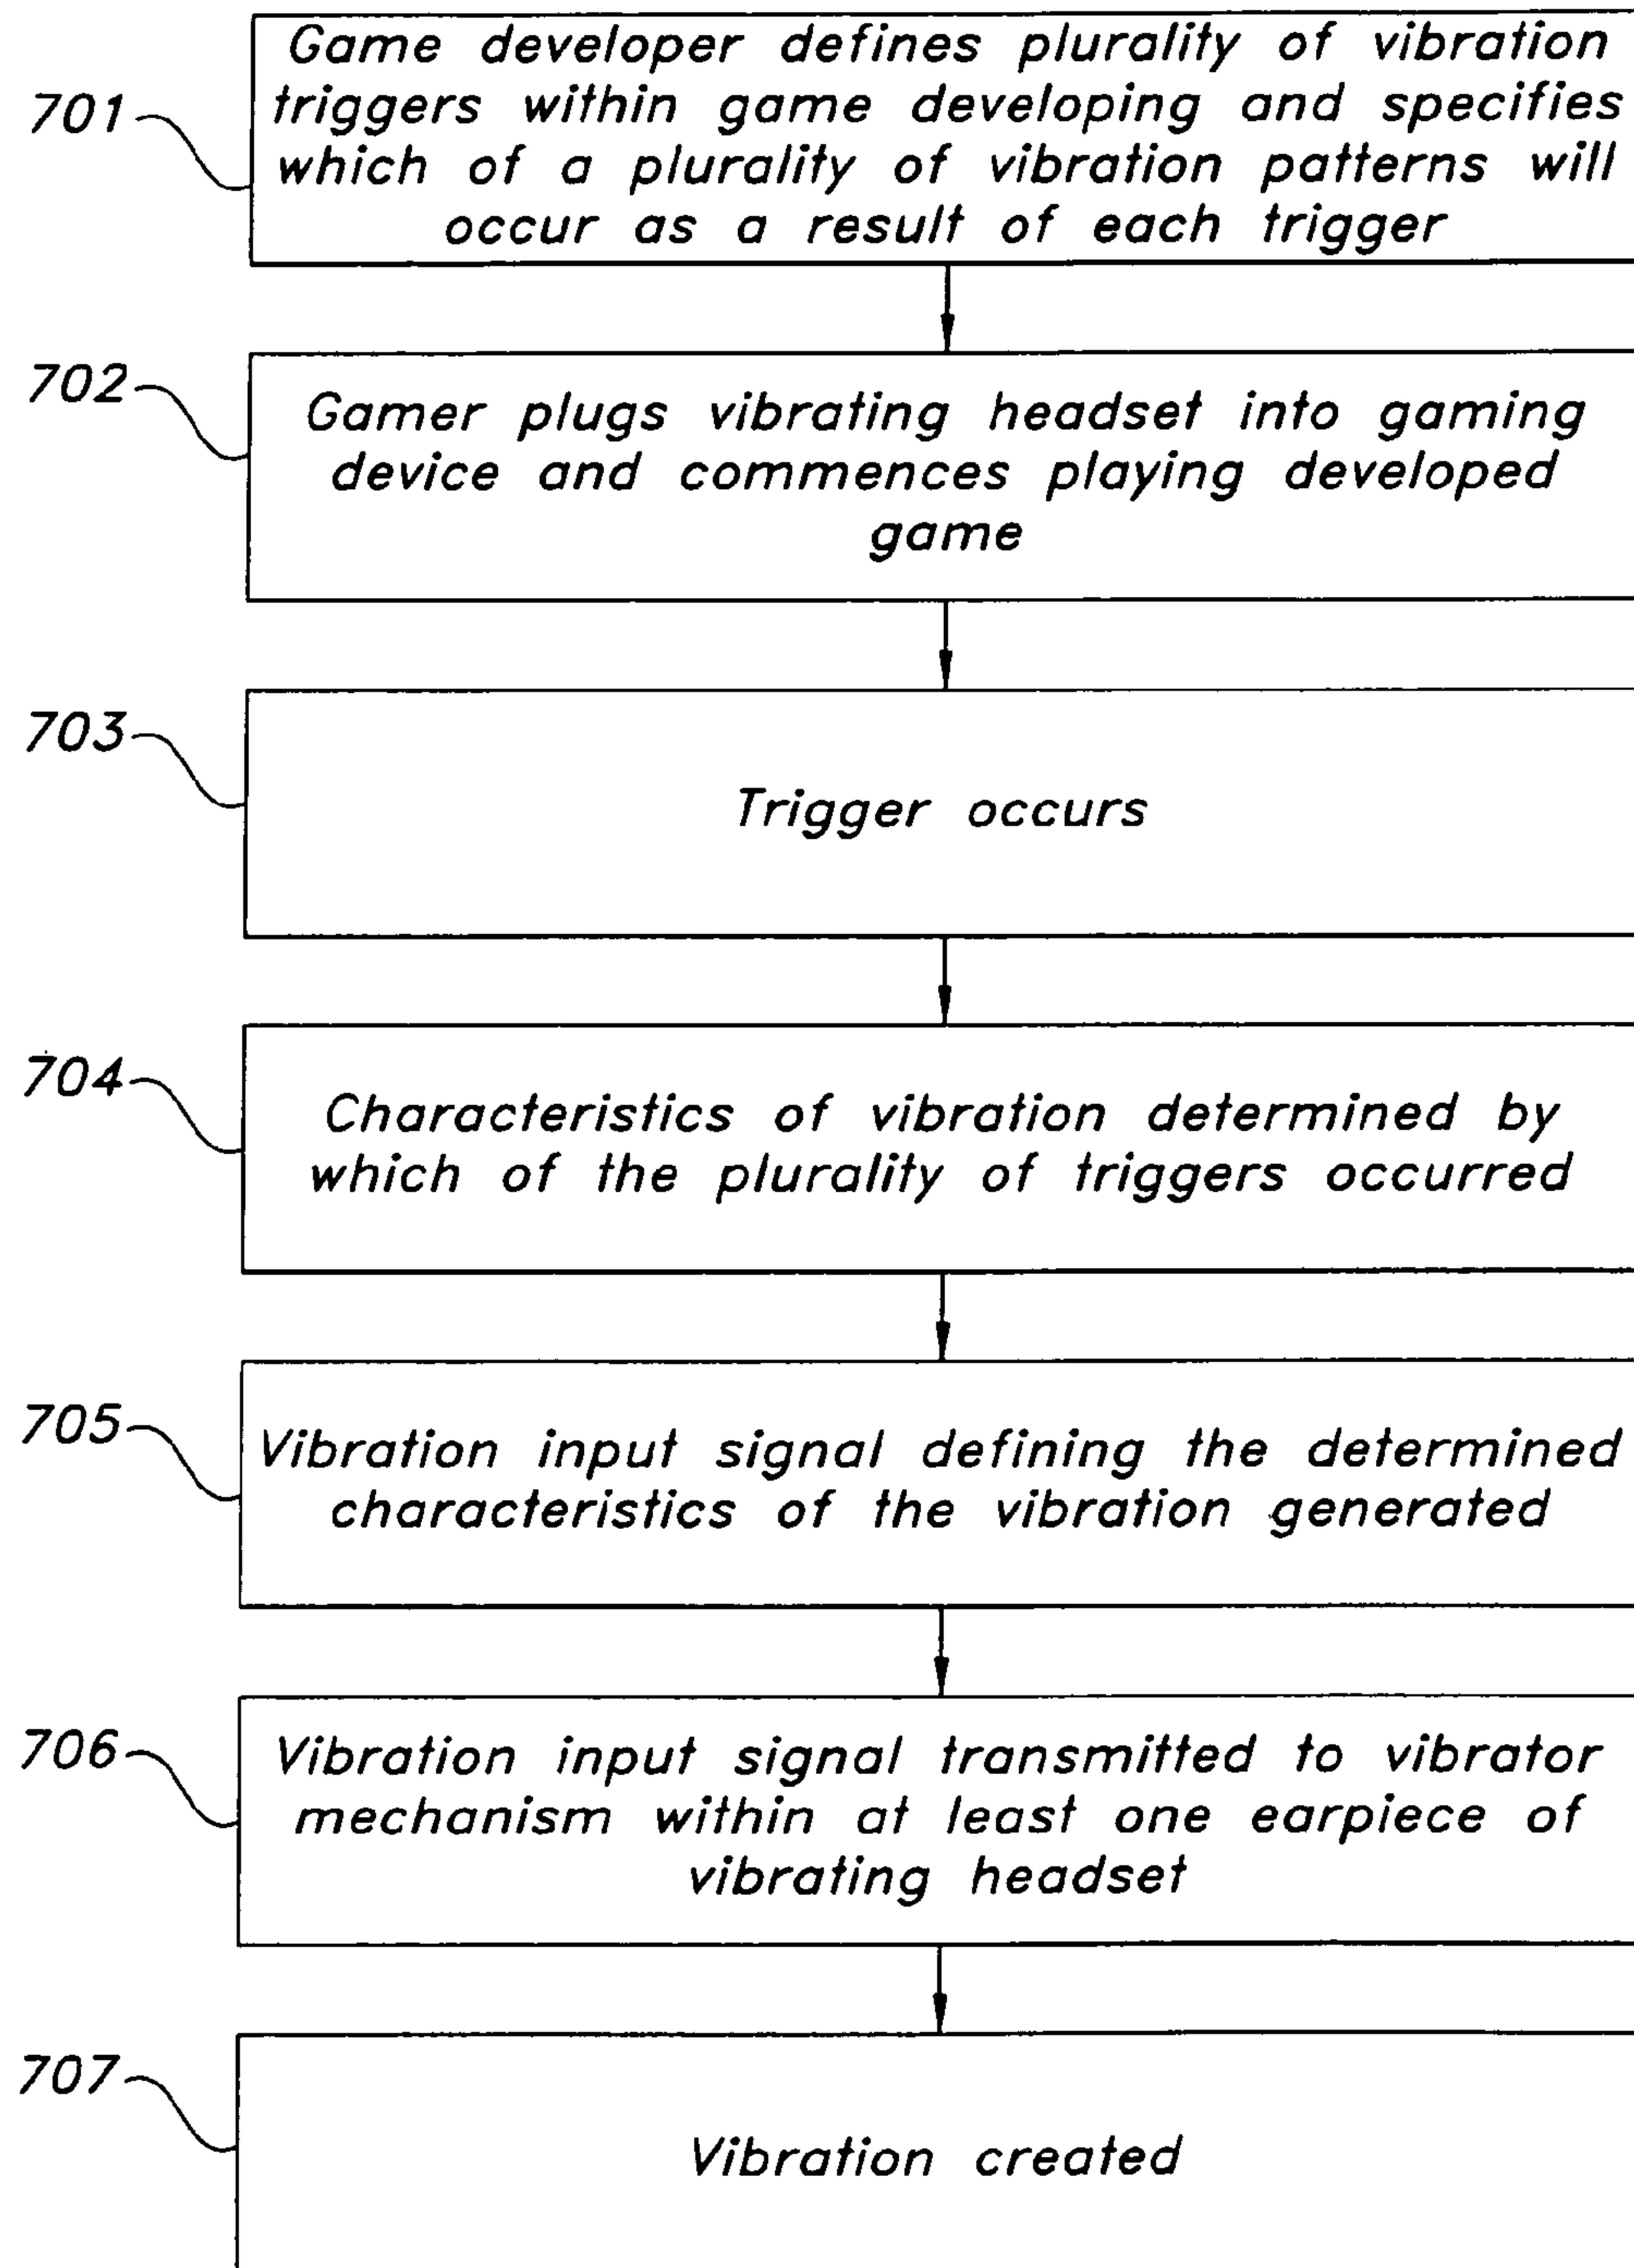 701
Game developer defines plurality of vibration
triggers within game developing and specifies
which of a plurality of vibration patterns will
occur as a result of each trigger
702
Gamer plugs vibrating headset into gaming
device and commences playing developed
game
703
Trigger occurs
704
Characteristics of vibration determined by
which of the plurality of triggers occurred
705
Vibration input signal defining the determined
characteristics of the vibration generated
706
Vibration input signal transmitted to vibrator
mechanism within at least one earpiece of
vibrating headset
707
Vibration created